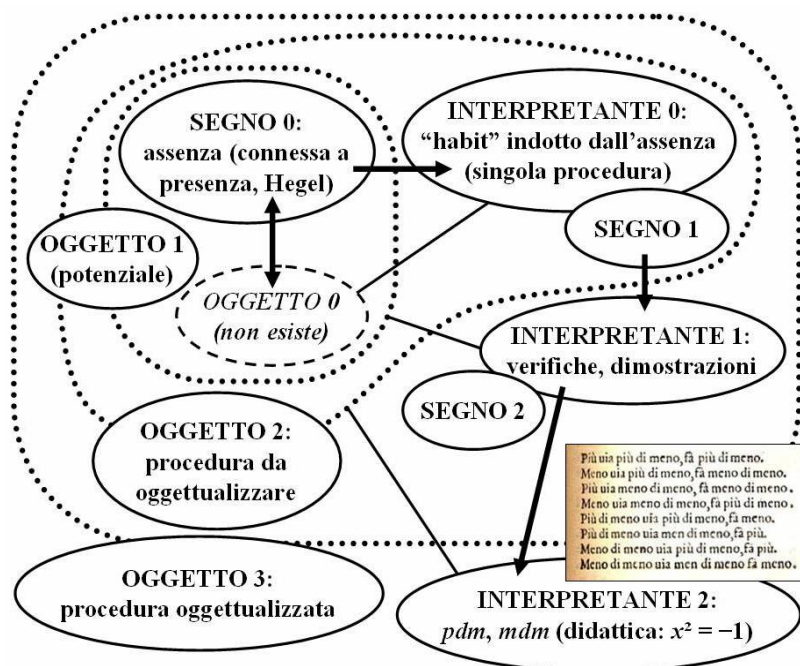 SEGNO 0:
assenza (connessa a
presenza, Hegel)
INTERPRETANTE 0:
“habit” indotto dall’assenza
(singola procedura)
SEGNO 1
OGGETTO 1
(potenziale)
OGGETTO 0
(non esiste)
INTERPRETANTE 1:
verifiche, dimostrazioni
SEGNO 2
OGGETTO 2:
procedura da
oggettualizzare
Più uia più di meno, fà più di meno.
Meno uia più di meno, fà meno di meno.
Più uia meno di meno, fà meno di meno.
Meno uia meno di meno, fà più di meno.
Più di meno uia più di meno, fà meno.
Più di meno uia men di meno, fà più.
Meno di meno uia più di meno, fà più.
Meno di meno uia men di meno fà meno.
OGGETTO 3:
procedura oggettualizzata
INTERPRETANTE 2:
pdm, mdm (didattica: x² = –1)